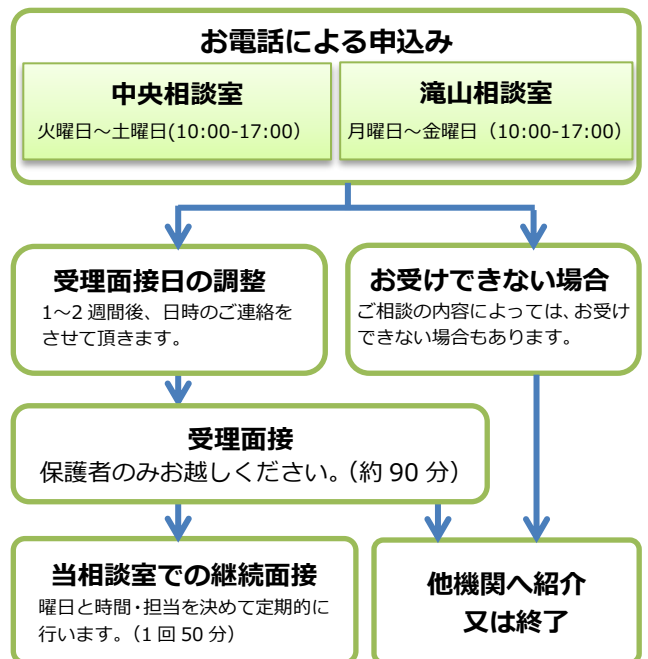 お電話による申込み
中央相談室
火曜日～土曜日(10:00-17:00）
滝山相談室
月曜日～金曜日（10:00-17:00）
受理面接日の調整
1～2 週間後、日時のご連絡を
させて頂きます。
お受けできない場合
ご相談の内容によっては、お受け
できない場合もあります。
受理面接
保護者のみお越しください。（約 90 分）
当相談室での継続面接
曜日と時間・担当を決めて定期的に
行います。（1 回 50 分）
他機関へ紹介
又は終了